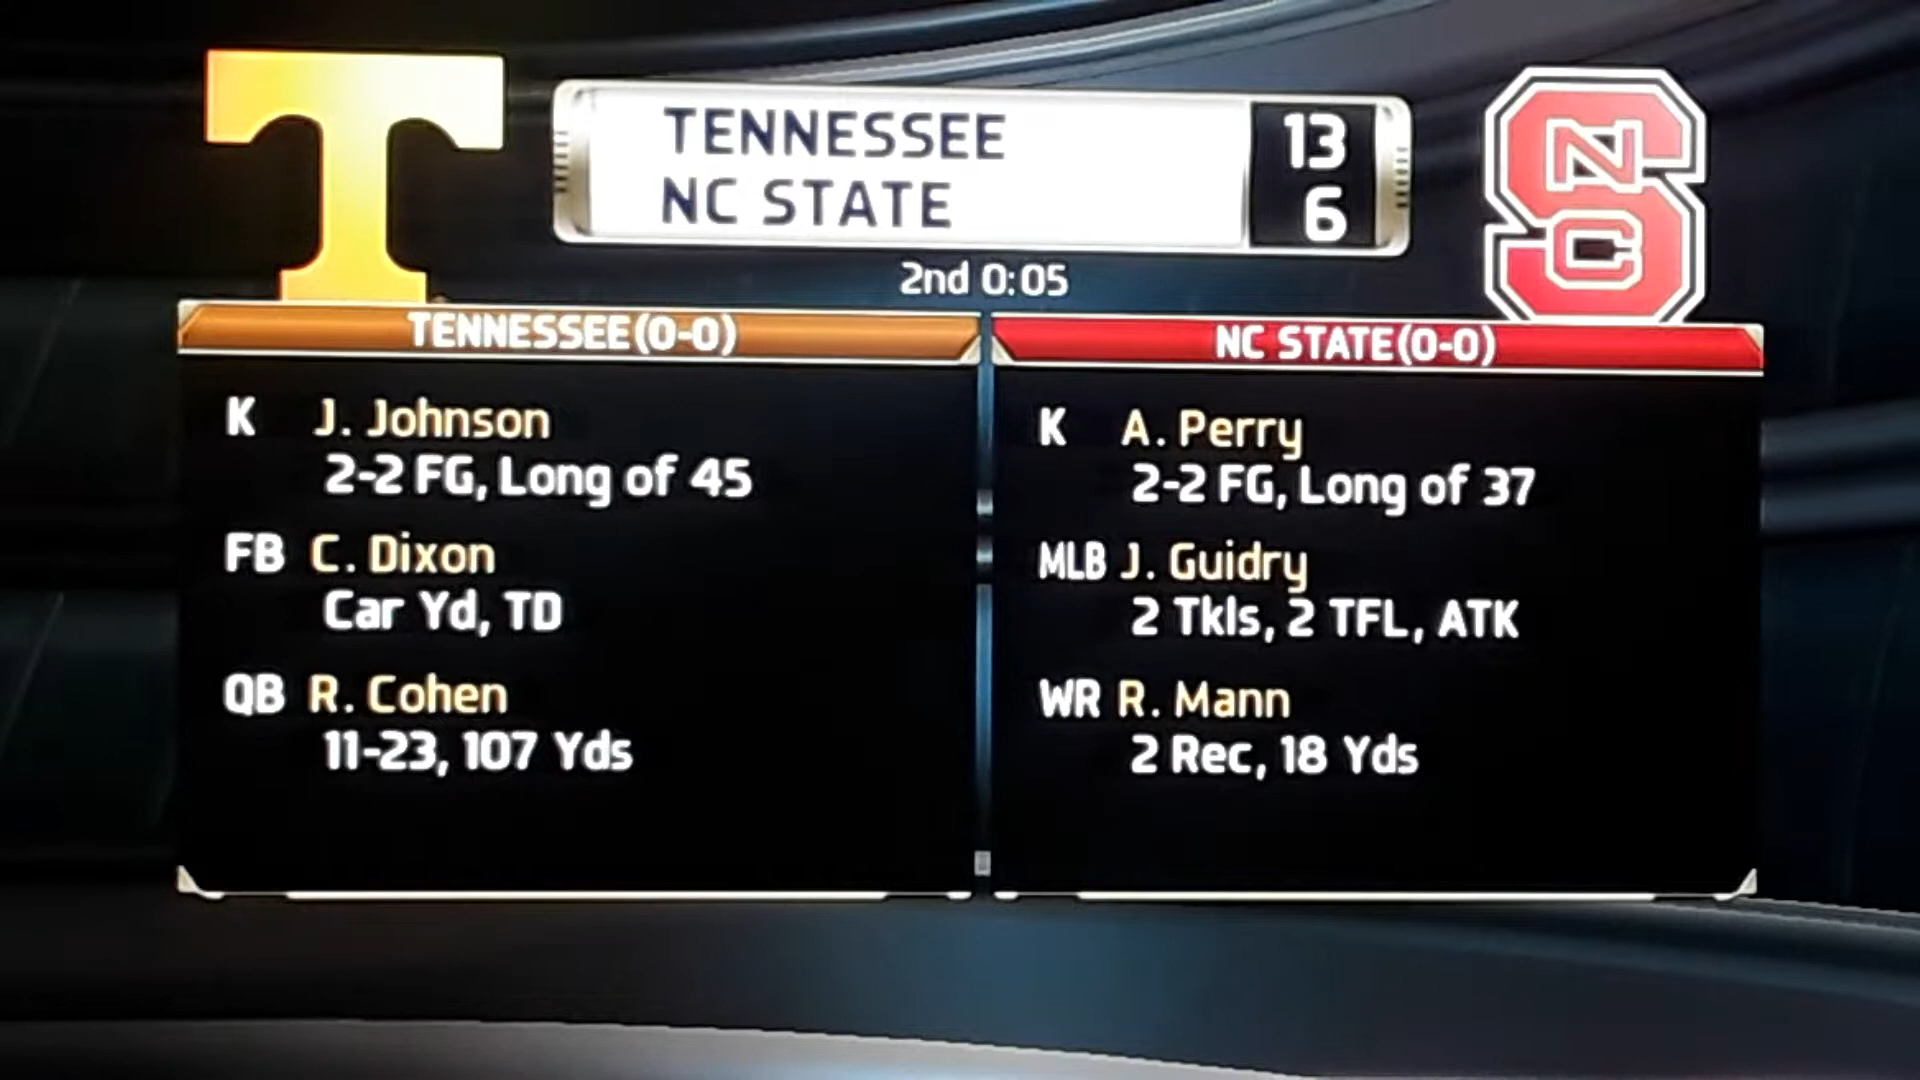 TENNESSEE 13
NC STATE 6
2nd 0:05
TENNESSEE(0-0)
K J. Johnson
2-2 FG, Long of 45
FB C. Dixon
Car Yd, TD
QB R. Cohen
11-23, 107 Yds
NC STATE(0-0)
K A. Perry
2-2 FG, Long of 37
MLB J. Guidry
2 Tkls, 2 TFL, ATK
WR R. Mann
2 Rec, 18 Yds
T
NCS